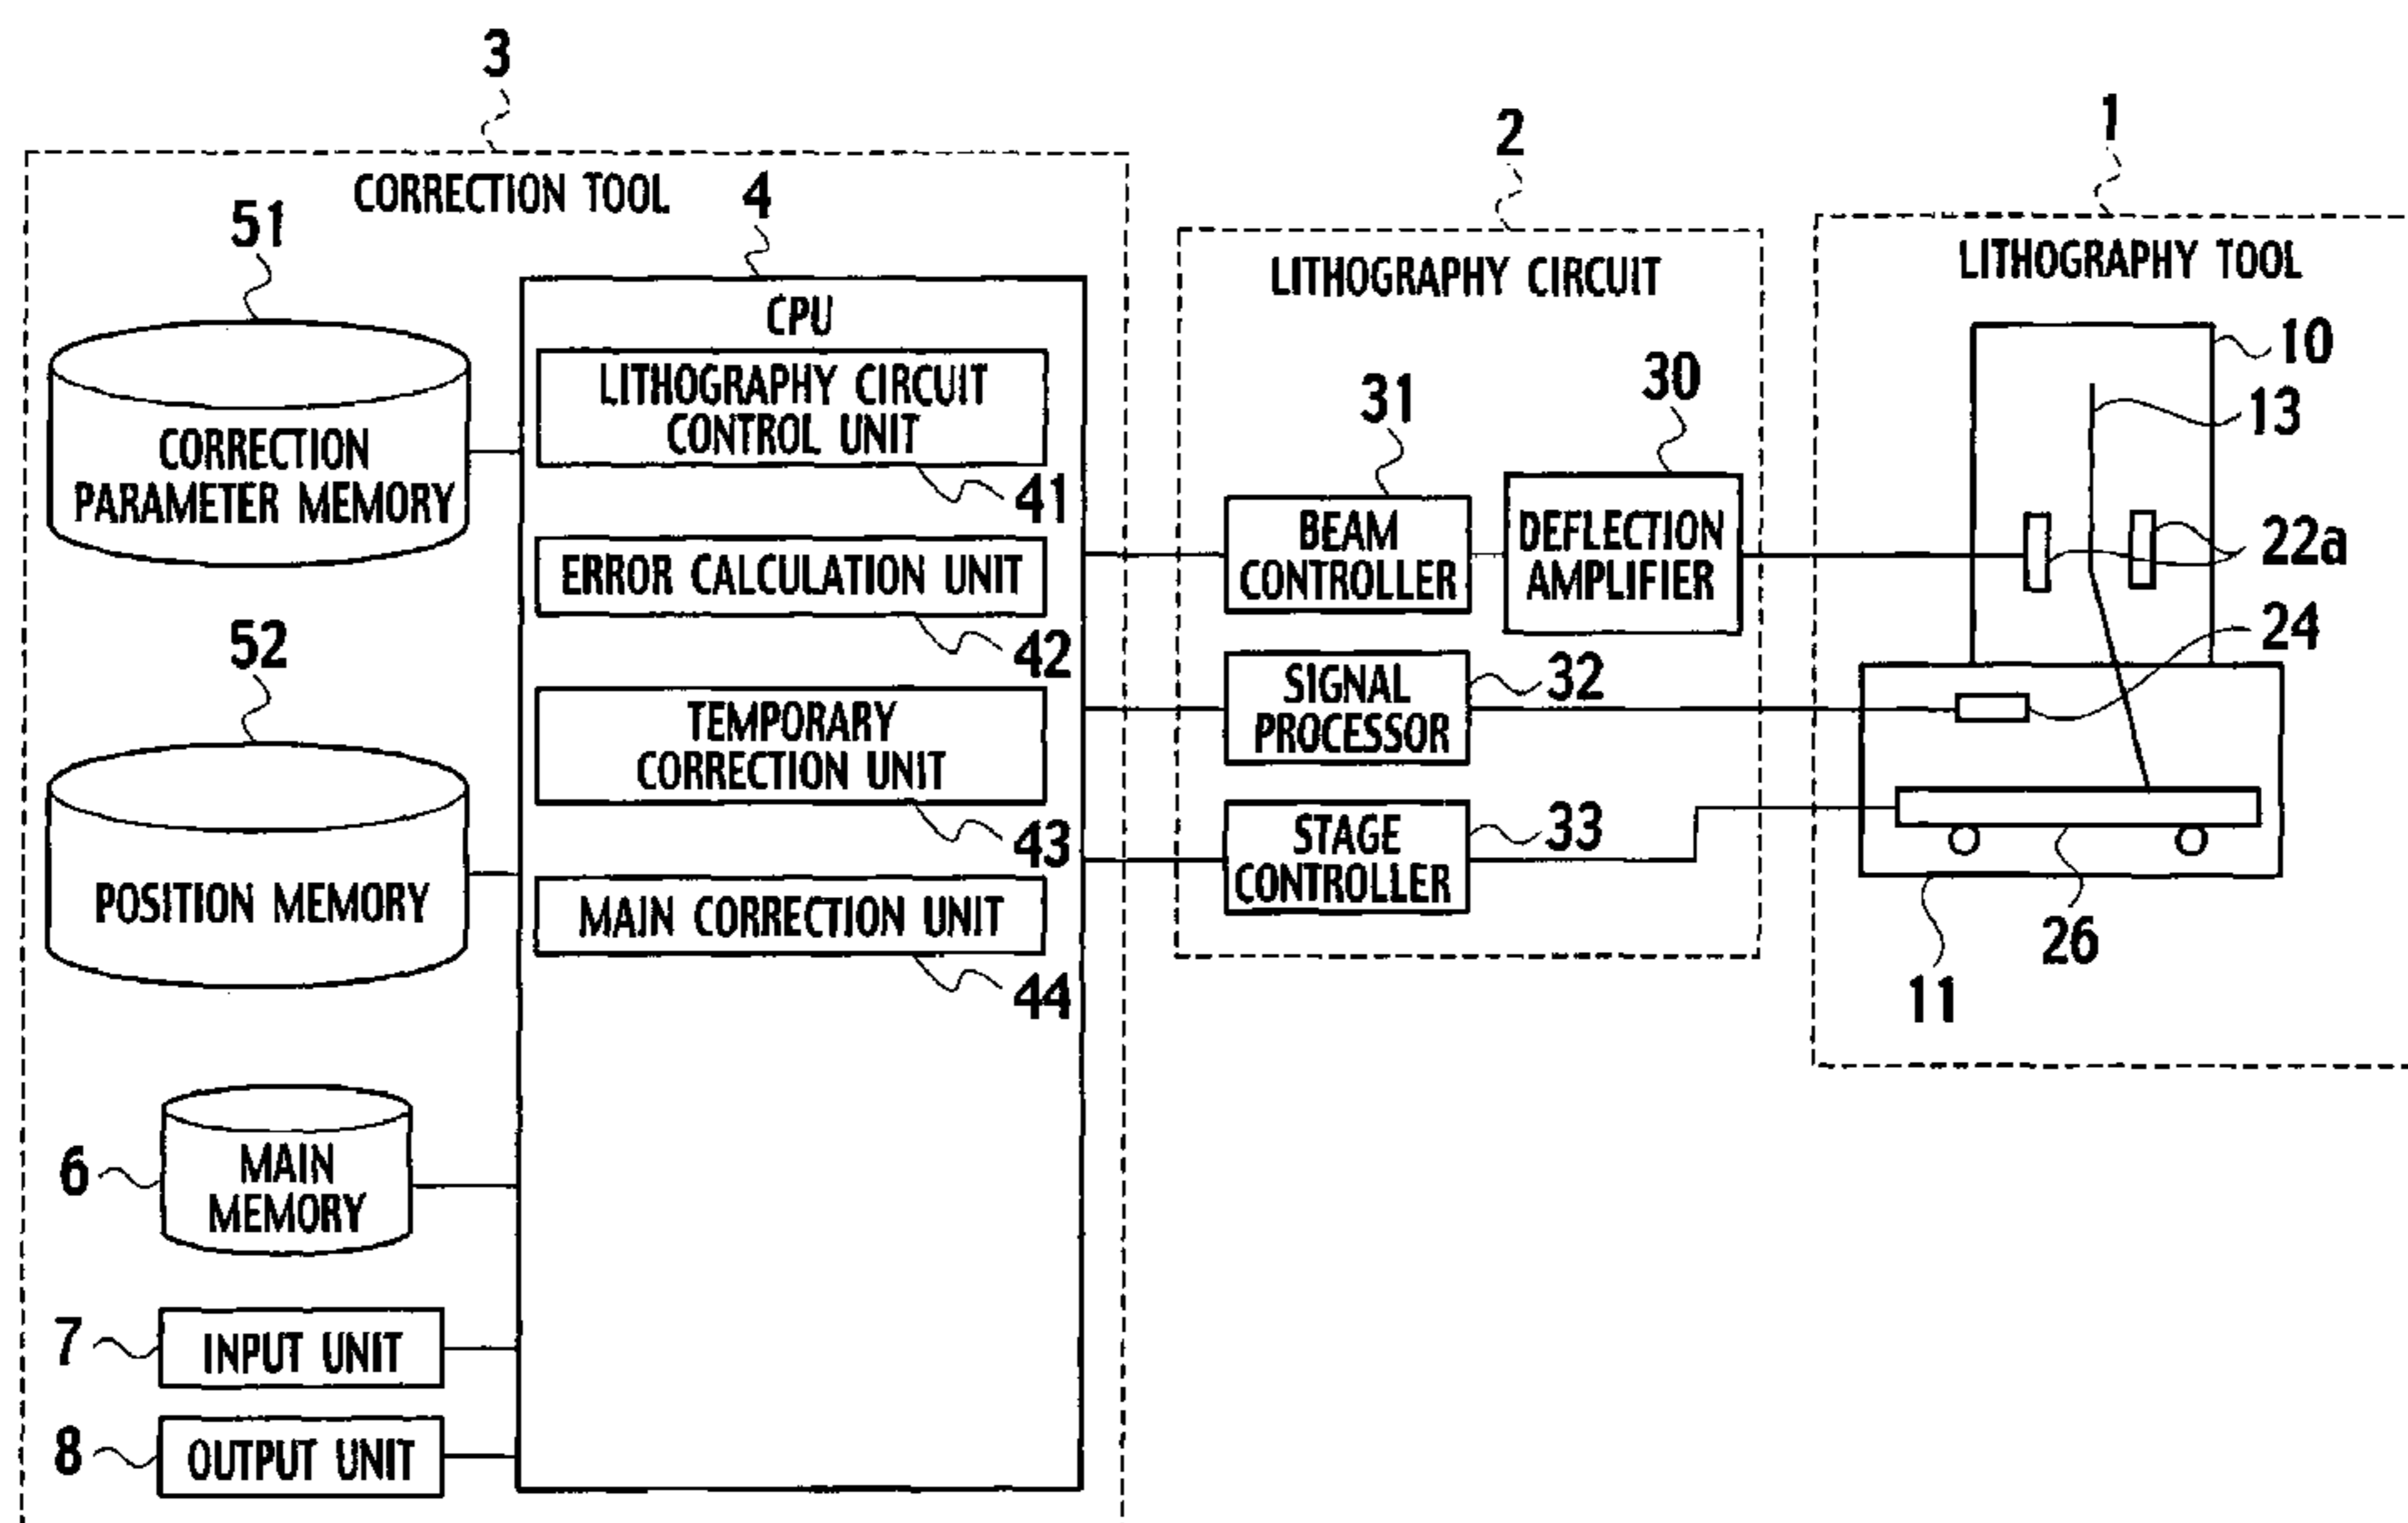 3
CORRECTION TOOL
51
CORRECTION
PARAMETER MEMORY
52
POSITION MEMORY
6
MAIN
MEMORY
7
INPUT UNIT
8
OUTPUT UNIT
4
CPU
LITHOGRAPHY CIRCUIT
CONTROL UNIT
41
ERROR CALCULATION UNIT
42
TEMPORARY
CORRECTION UNIT
43
MAIN CORRECTION UNIT
44
2
LITHOGRAPHY CIRCUIT
31
BEAM
CONTROLLER
30
DEFLECTION
AMPLIFIER
SIGNAL
PROCESSOR
32
STAGE
CONTROLLER
33
1
LITHOGRAPHY TOOL
10
13
22a
24
26
11